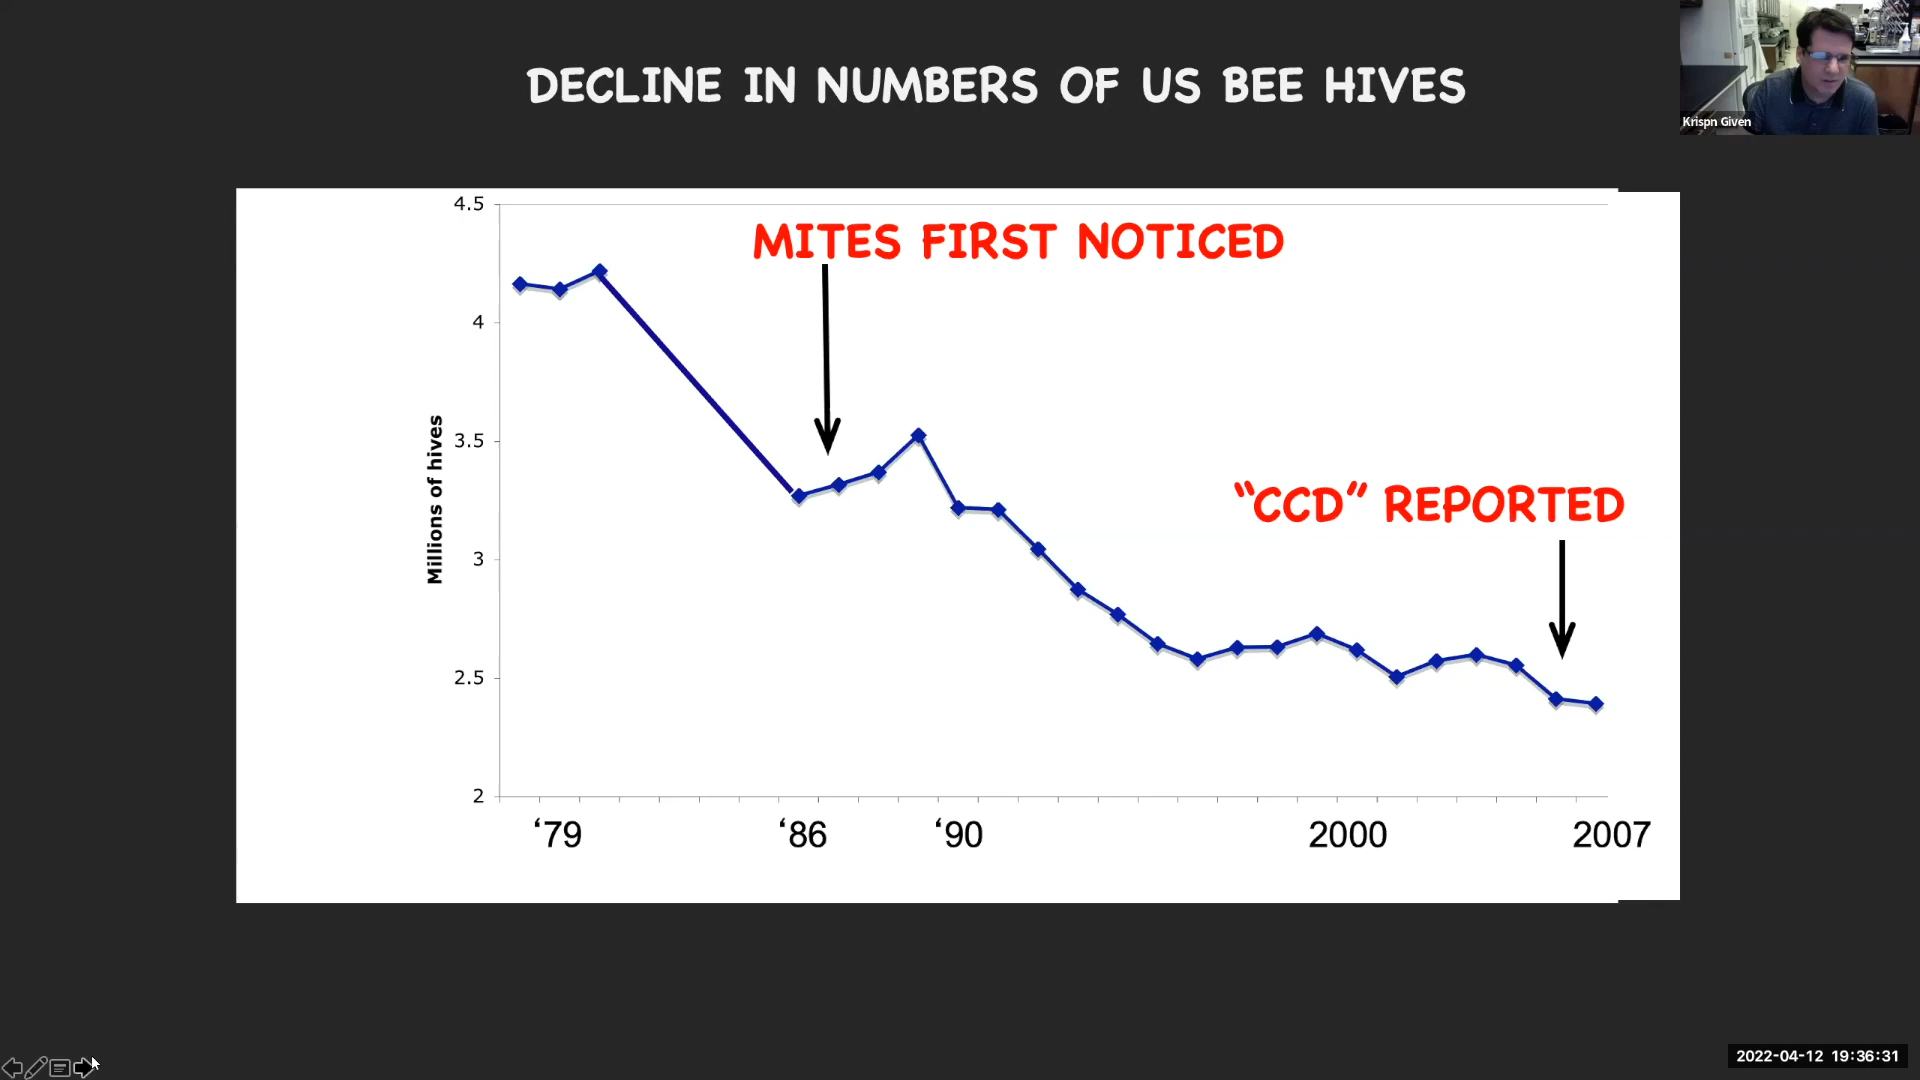 DECLINE IN NUMBERS OF US BEE HIVES
Krispn Given
4.5
MITES FIRST NOTICED
4
3.5
Millions of hives
"CCD" REPORTED
3
2.5
2
‘79 ‘86 ‘90 2000 2007
2022-04-12 19:36:31